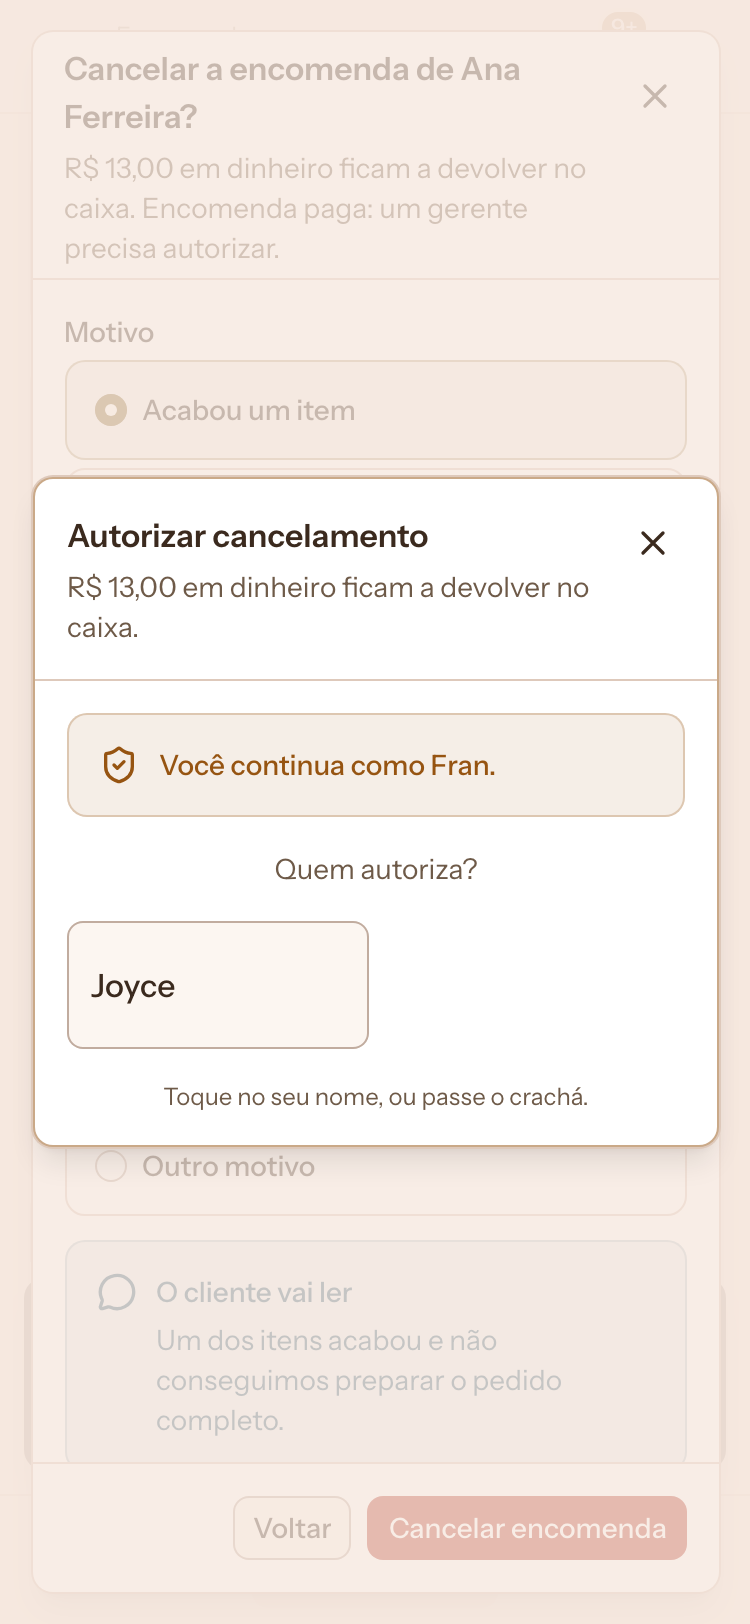 9+
Cancelar a encomenda de Ana
Ferreira?
R$ 13,00 em dinheiro ficam a devolver no
caixa. Encomenda paga: um gerente
precisa autorizar.
Motivo
Acabou um item
Autorizar cancelamento
R$ 13,00 em dinheiro ficam a devolver no
caixa.
Você continua como Fran.
Quem autoriza?
Joyce
Toque no seu nome, ou passe o crachá.
Outro motivo
O cliente vai ler
Um dos itens acabou e não
conseguimos preparar o pedido
completo.
Voltar
Cancelar encomenda